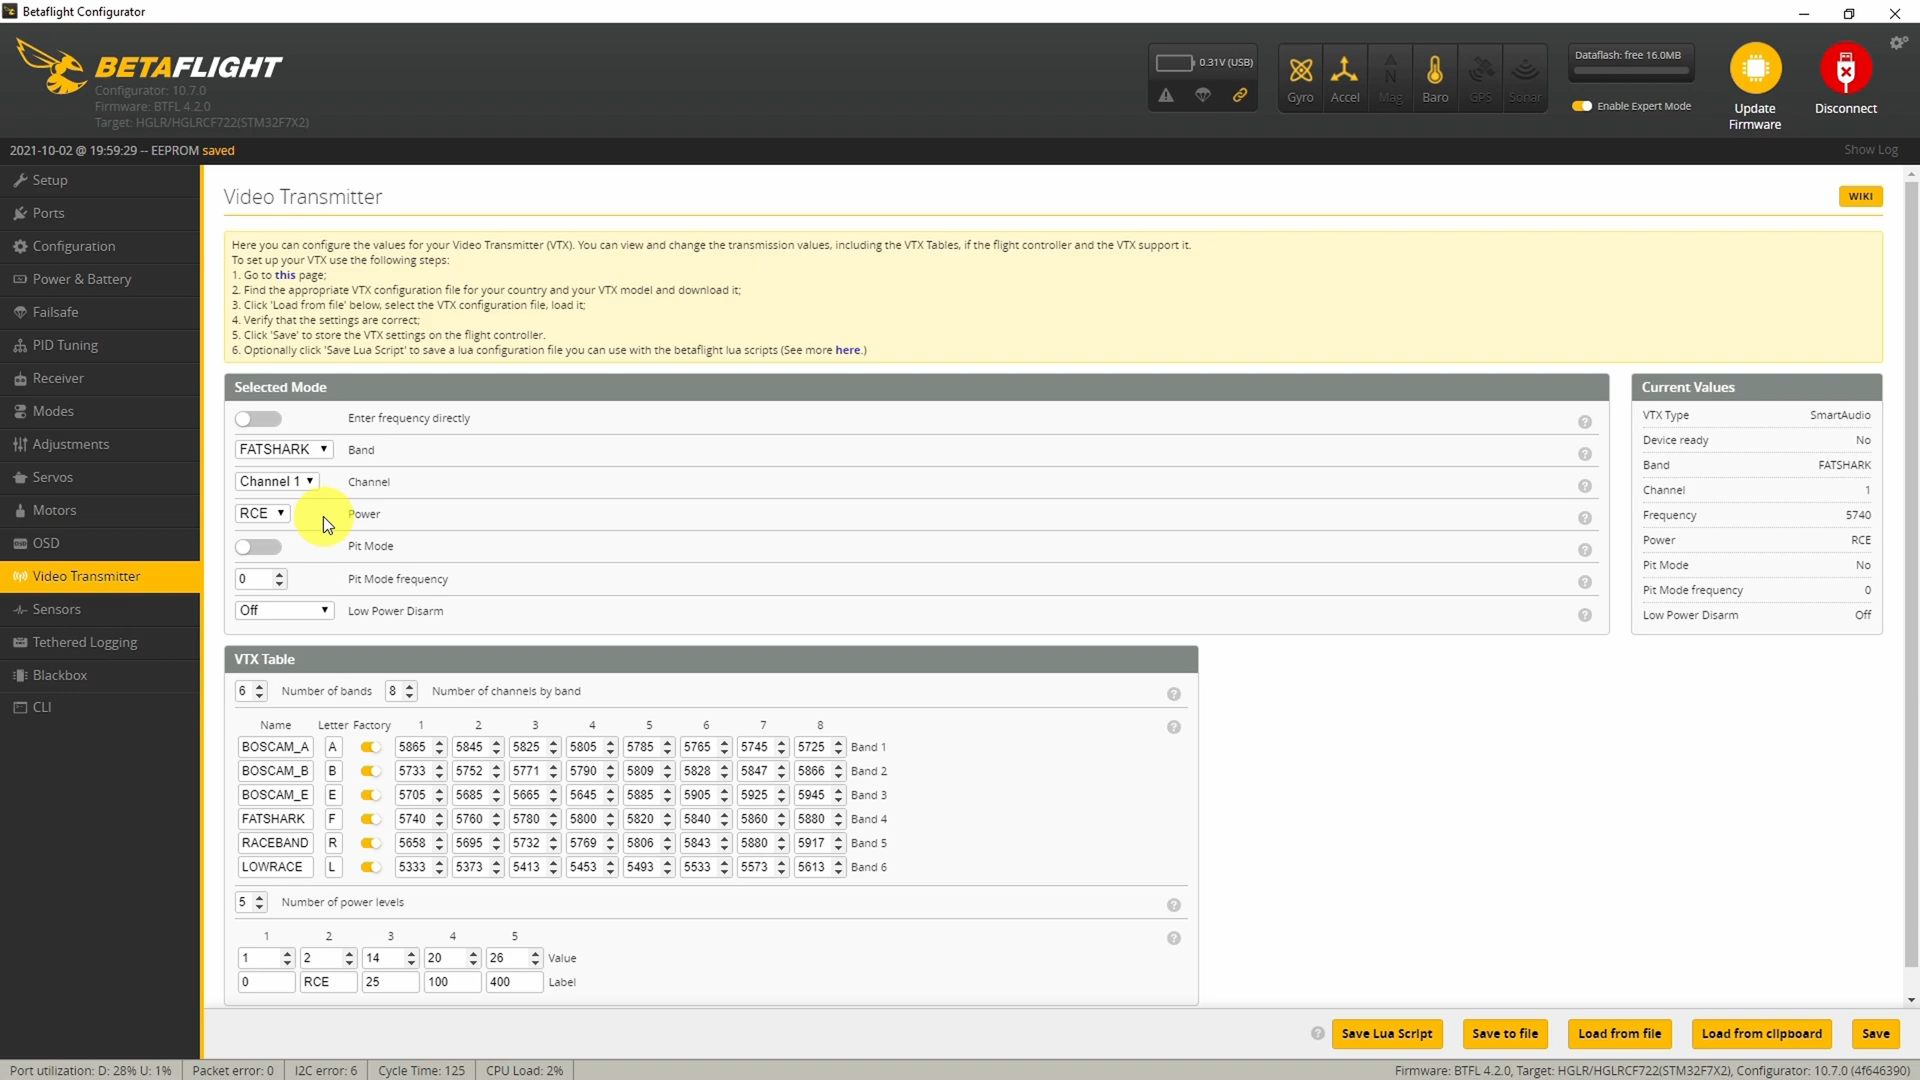 Betaflight Configurator
BETAFLIGHT
Configurator: 10.7.0
Firmware: BTFL 4.2.0
Target: HGLR/HGLRCF722(STM32F7X2)
0.31V (USB)
Gyro
Accel
Mag
Baro
GPS
Sonar
Dataflash: free 16.0MB
Enable Expert Mode
Update Firmware
Disconnect
2021-10-02 @ 19:59:29 -- EEPROM saved
Show Log
Setup
Ports
Configuration
Power & Battery
Failsafe
PID Tuning
Receiver
Modes
Adjustments
Servos
Motors
OSD
Video Transmitter
Sensors
Tethered Logging
Blackbox
CLI
Video Transmitter
WIKI
Here you can configure the values for your Video Transmitter (VTX). You can view and change the transmission values, including the VTX Tables, if the flight controller and the VTX support it.
To set up your VTX use the following steps:
1. Go to this page;
2. Find the appropriate VTX configuration file for your country and your VTX model and download it;
3. Click 'Load from file' below, select the VTX configuration file, load it;
4. Verify that the settings are correct;
5. Click 'Save' to store the VTX settings on the flight controller.
6. Optionally click 'Save Lua Script' to save a lua configuration file you can use with the betaflight lua scripts (See more here.)
Selected Mode
Enter frequency directly
FATSHARK Band
Channel 1 Channel
RCE Power
Pit Mode
0 Pit Mode frequency
Off Low Power Disarm
Current Values
VTX Type SmartAudio
Device ready No
Band FATSHARK
Channel 1
Frequency 5740
Power RCE
Pit Mode No
Pit Mode frequency 0
Low Power Disarm Off
VTX Table
6 Number of bands 8 Number of channels by band
Name Letter Factory 1 2 3 4 5 6 7 8
BOSCAM_A A 5865 5845 5825 5805 5785 5765 5745 5725 Band 1
BOSCAM_B B 5733 5752 5771 5790 5809 5828 5847 5866 Band 2
BOSCAM_E E 5705 5685 5665 5645 5885 5905 5925 5945 Band 3
FATSHARK F 5740 5760 5780 5800 5820 5840 5860 5880 Band 4
RACEBAND R 5658 5695 5732 5769 5806 5843 5880 5917 Band 5
LOWRACE L 5333 5373 5413 5453 5493 5533 5573 5613 Band 6
5 Number of power levels
1 2 3 4 5
1 2 14 20 26 Value
0 RCE 25 100 400 Label
Save Lua Script
Save to file
Load from file
Load from clipboard
Save
Port utilization: D: 28% U: 1%
Packet error: 0
I2C error: 6
Cycle Time: 125
CPU Load: 2%
Firmware: BTFL 4.2.0, Target: HGLR/HGLRCF722(STM32F7X2), Configurator: 10.7.0 (4f646390)